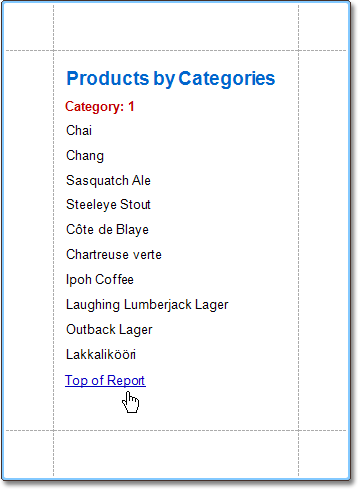 Products by Categories
Category: 1
Chai
Chang
Sasquatch Ale
Steeleye Stout
Côte de Blaye
Chartreuse verte
Ipoh Coffee
Laughing Lumberjack Lager
Outback Lager
Lakkalikööri
Top of Report